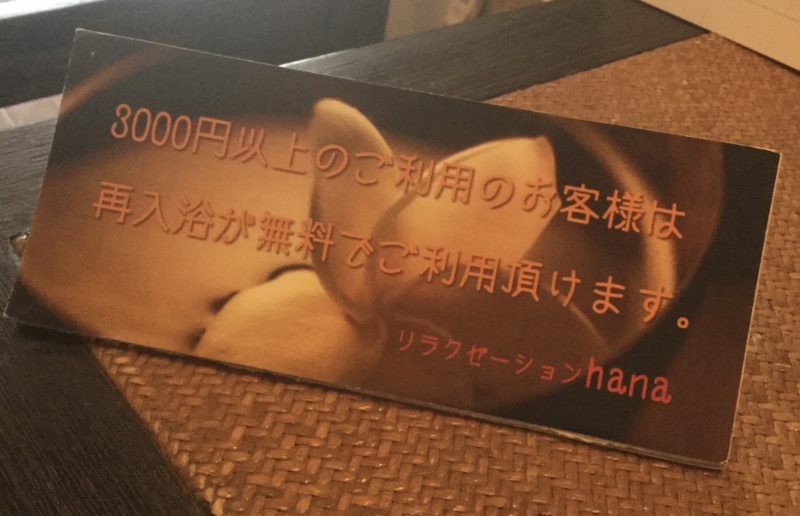 3000円以上のご利用のお客様は
再入浴が無料でご利用頂けます。
リラクゼーションhana